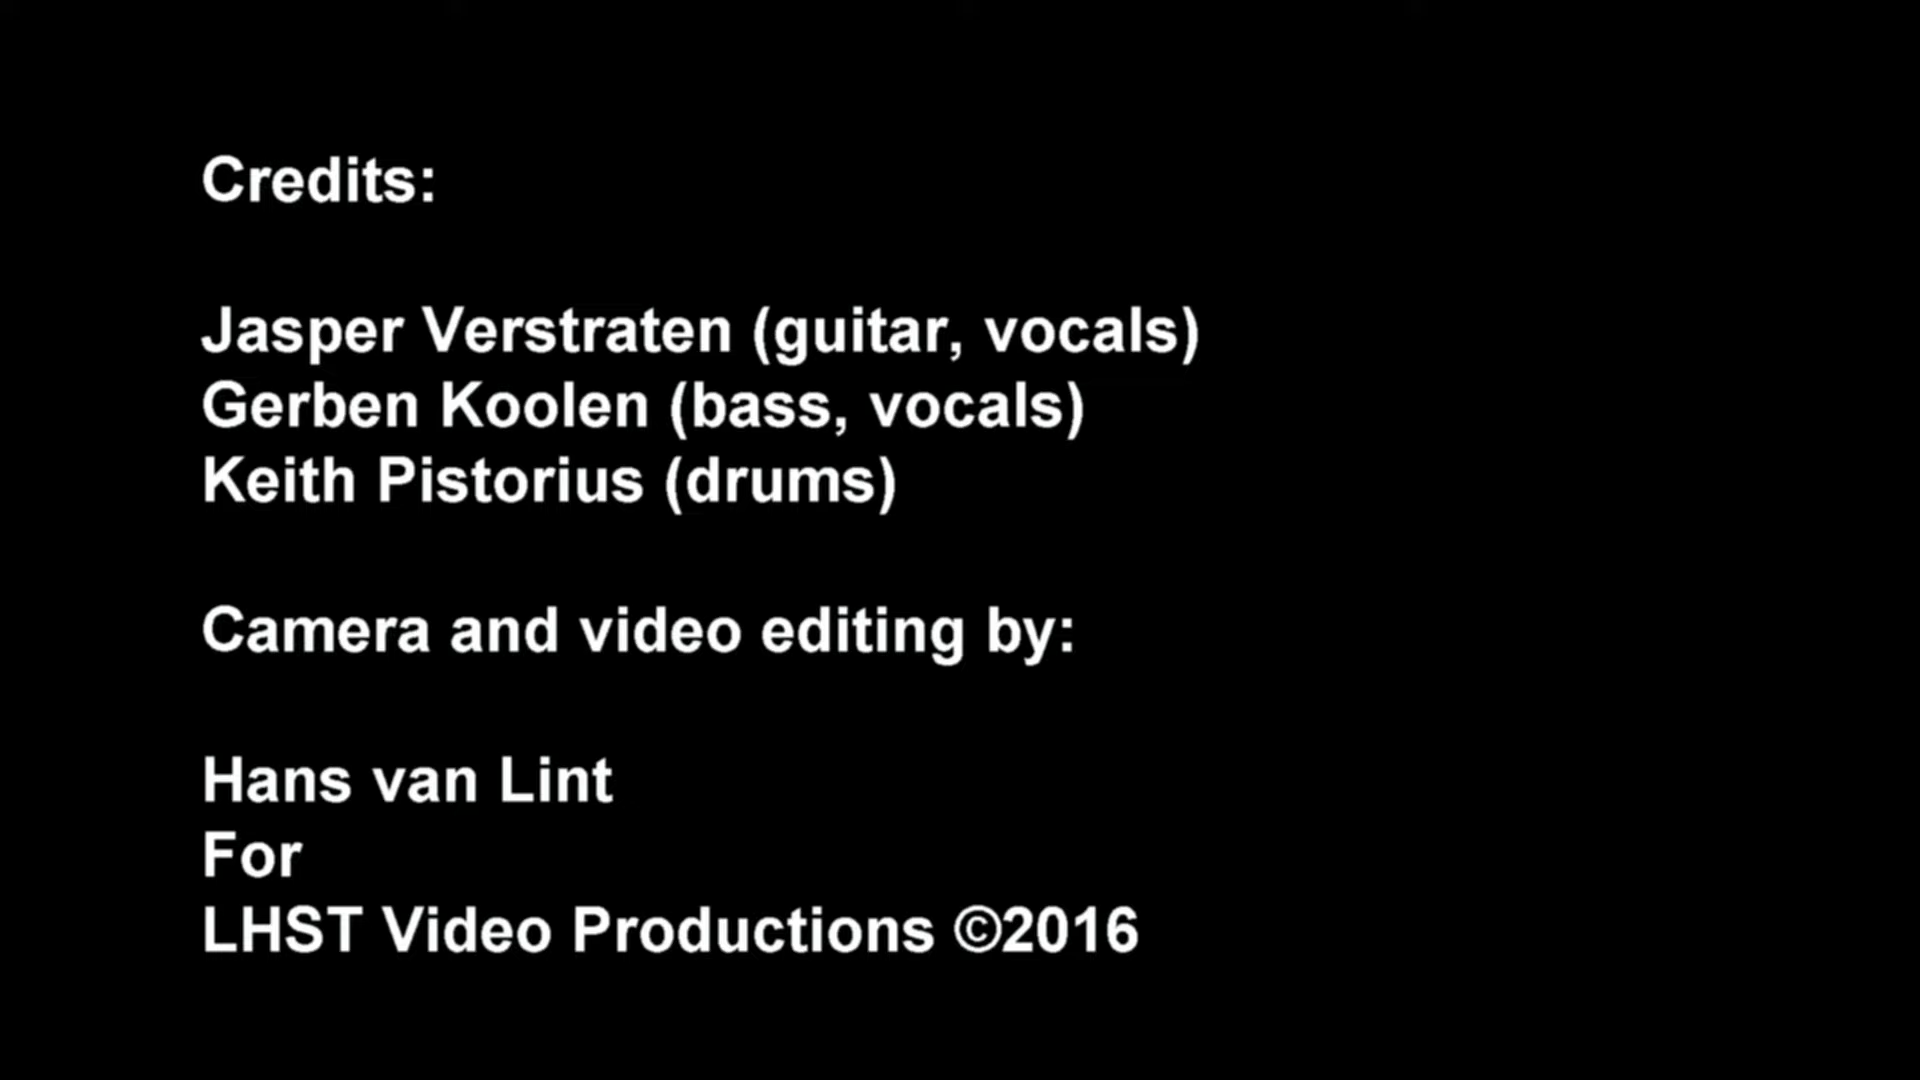 Credits:
Jasper Verstraten (guitar, vocals)
Gerben Koolen (bass, vocals)
Keith Pistorius (drums)
Camera and video editing by:
Hans van Lint
For
LHST Video Productions ©2016